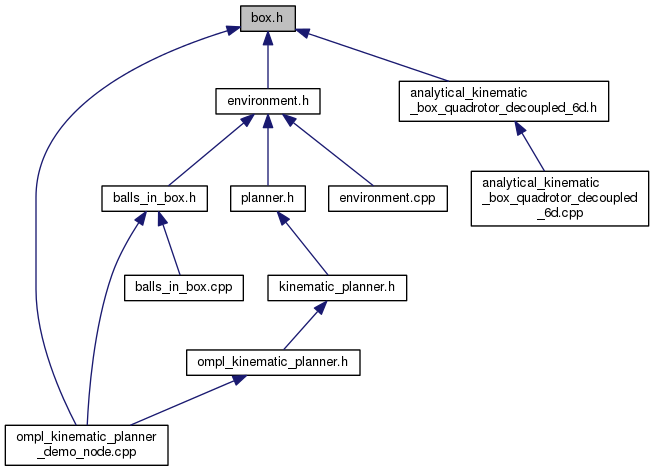 box.h
environment.h
analytical_kinematic
_box_quadrotor_decoupled_6d.h
balls_in_box.h
planner.h
environment.cpp
analytical_kinematic
_box_quadrotor_decoupled
_6d.cpp
balls_in_box.cpp
kinematic_planner.h
ompl_kinematic_planner.h
ompl_kinematic_planner
_demo_node.cpp